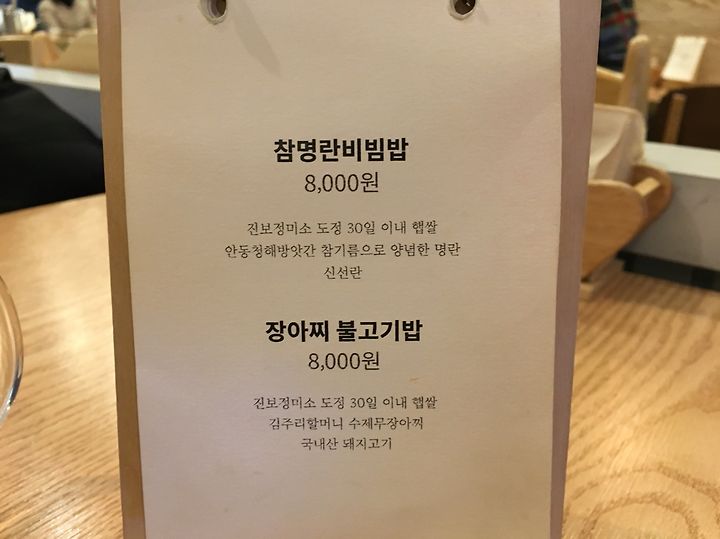 참명란비빔밥
8,000원
진보정미소 도정 30일 이내 햅쌀
안동청해방앗간 참기름으로 양념한 명란
신선란
장아찌 불고기밥
8,000원
진보정미소 도정 30일 이내 햅쌀
김주리할머니 수제무장아찌
국내산 돼지고기